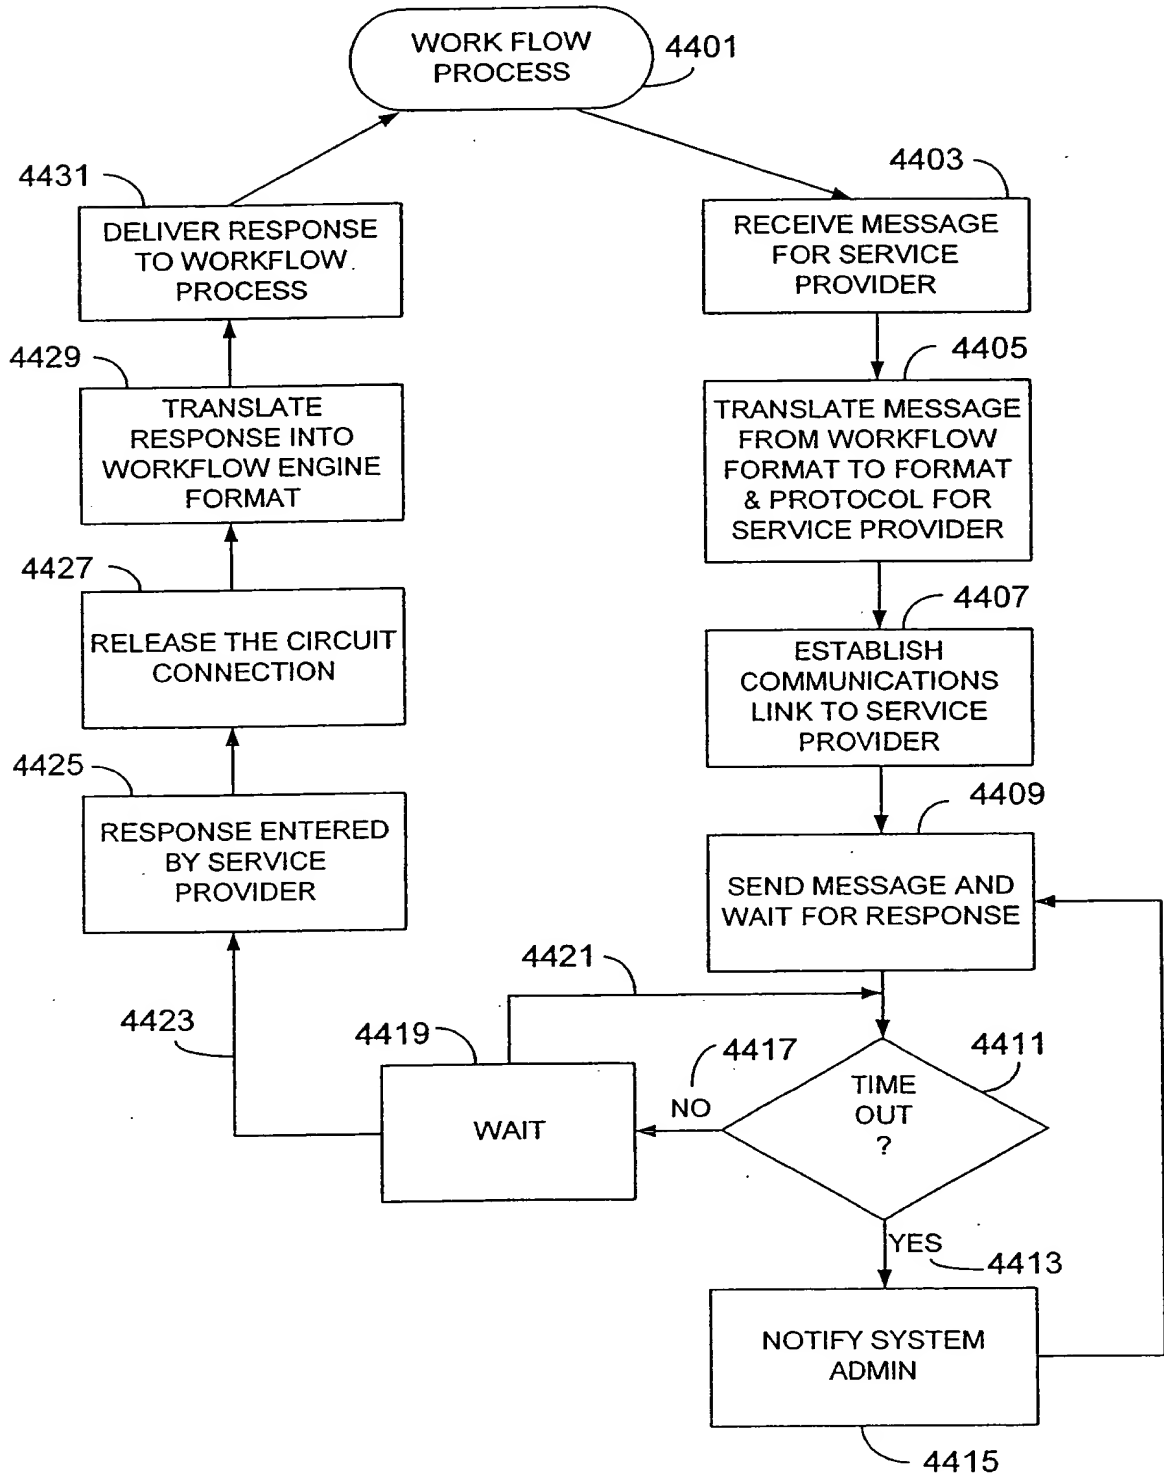 WORK FLOW
PROCESS
4401
4403
RECEIVE MESSAGE
FOR SERVICE
PROVIDER
4405
TRANSLATE MESSAGE
FROM WORKFLOW
FORMAT TO FORMAT
& PROTOCOL FOR
SERVICE PROVIDER
4407
ESTABLISH
COMMUNICATIONS
LINK TO SERVICE
PROVIDER
4409
SEND MESSAGE AND
WAIT FOR RESPONSE
4411
TIME
OUT
?
YES
4413
NOTIFY SYSTEM
ADMIN
4415
4417
NO
4419
WAIT
4421
4423
4425
RESPONSE ENTERED
BY SERVICE
PROVIDER
4427
RELEASE THE CIRCUIT
CONNECTION
4429
TRANSLATE
RESPONSE INTO
WORKFLOW ENGINE
FORMAT
4431
DELIVER RESPONSE
TO WORKFLOW
PROCESS